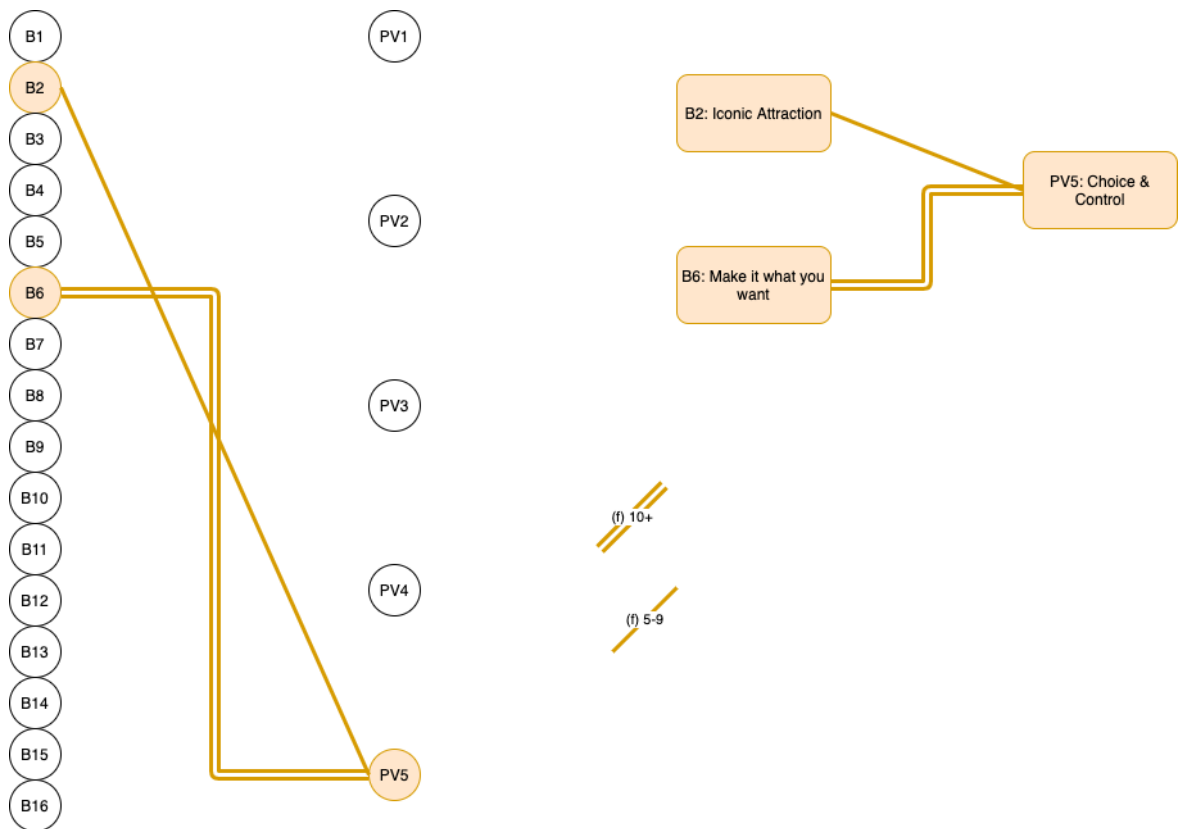 B1
B2
B3
B4
B5
B6
B7
B8
B9
B10
B11
B12
B13
B14
B15
B16
PV1
PV2
PV3
PV4
PV5
B2: Iconic Attraction
B6: Make it what you
want
PV5: Choice &
Control
(f) 10+
(f) 5-9